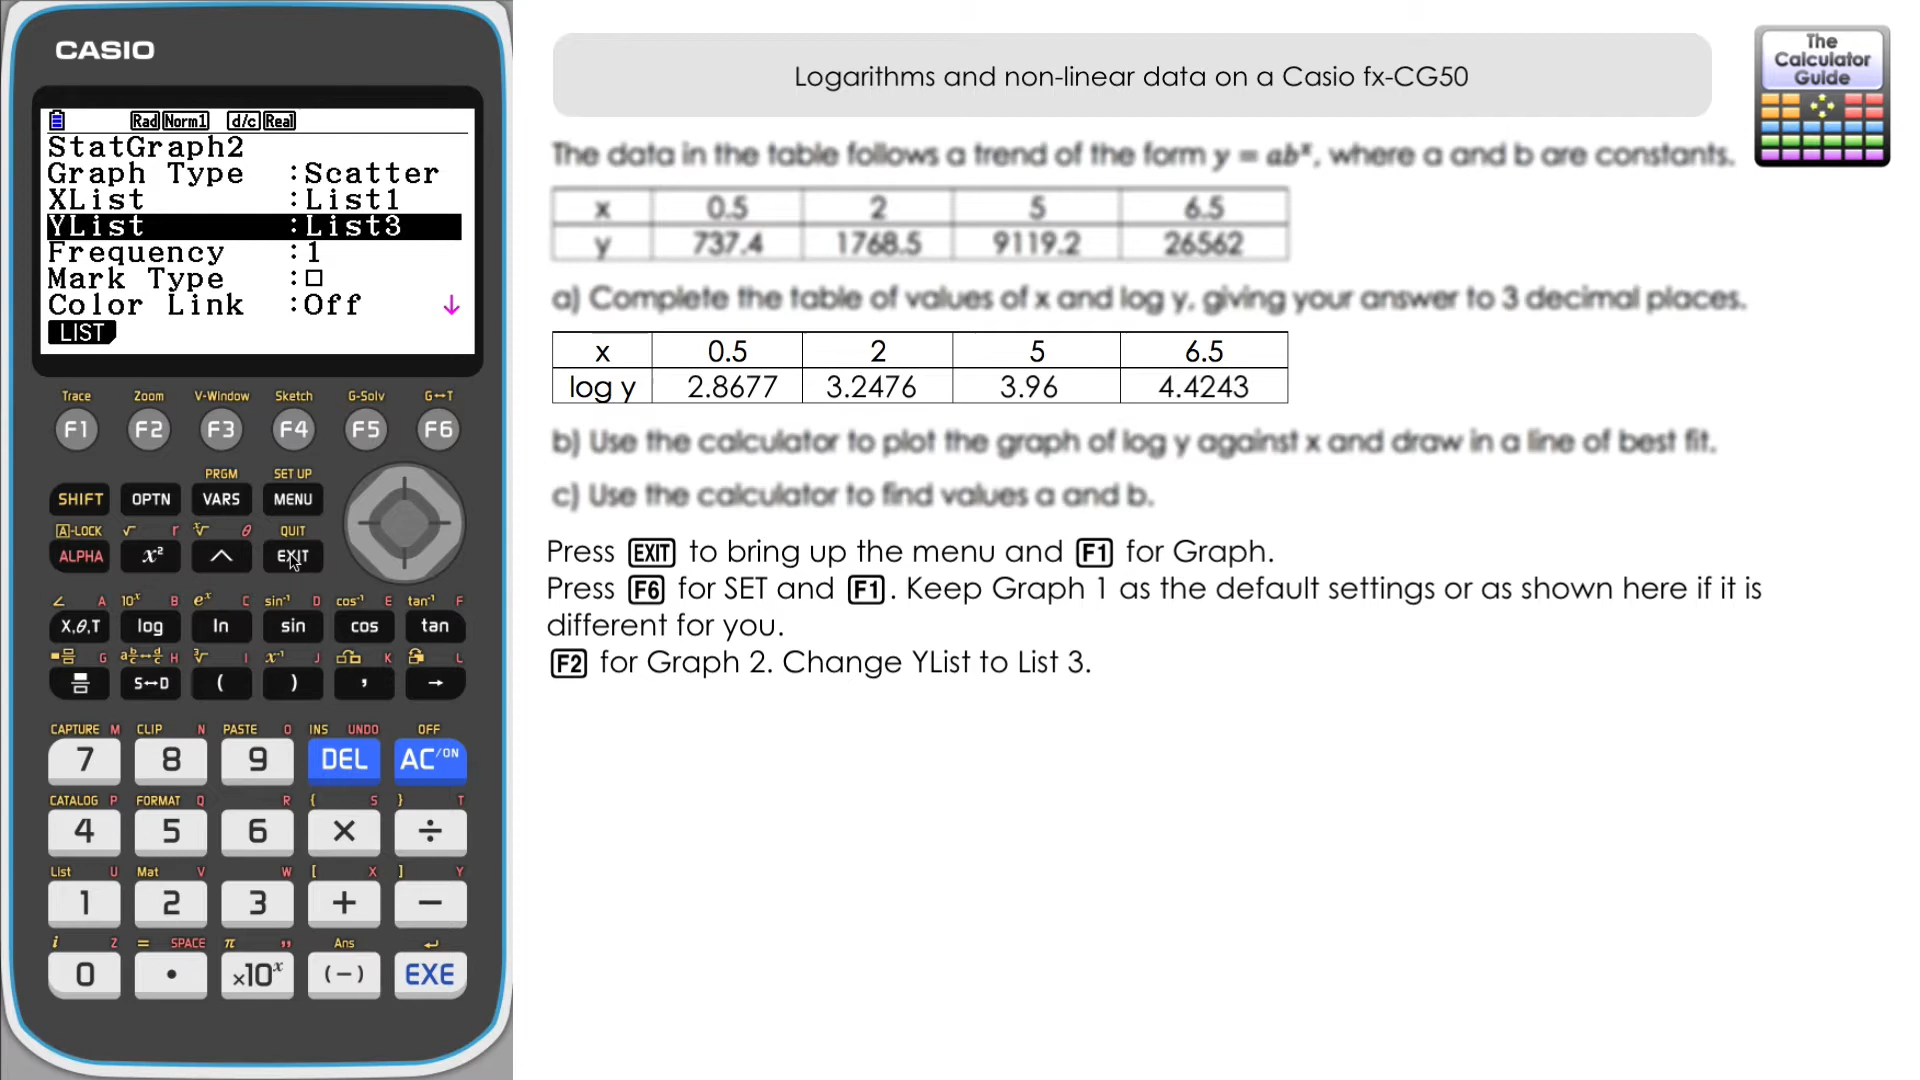 CASIO
Rad Norm1 d/c Real
StatGraph2
Graph Type :Scatter
XList :List1
YList :List3
Frequency :1
Mark Type :□
Color Link :Off ↓
LIST
Trace Zoom V-Window Sketch G-Solv G↔T
F1 F2 F3 F4 F5 F6
PRGM SET UP
SHIFT OPTN VARS MENU
A-LOCK √ r ˣ√ θ QUIT
ALPHA x² ^ EXIT
∠ A 10ˣ B eˣ C sin⁻¹ D cos⁻¹ E tan⁻¹ F
X,θ,T log ln sin cos tan
G a b/c↔d/c H ³√ I x⁻¹ J K L
S↔D ( ) , →
CAPTURE M CLIP N PASTE O INS UNDO OFF
7 8 9 DEL AC/ON
CATALOG P FORMAT Q R { S } T
4 5 6 × ÷
List U Mat V W [ X ] Y
1 2 3 + −
i Z = SPACE π " Ans ↵
0 • ×10ˣ (−) EXE
Logarithms and non-linear data on a Casio fx-CG50
The Calculator Guide
The data in the table follows a trend of the form y = abˣ, where a and b are constants.
x 0.5 2 5 6.5
y 737.4 1768.5 9119.2 26562
a) Complete the table of values of x and log y, giving your answer to 3 decimal places.
x 0.5 2 5 6.5
log y 2.8677 3.2476 3.96 4.4243
b) Use the calculator to plot the graph of log y against x and draw in a line of best fit.
c) Use the calculator to find values a and b.
Press EXIT to bring up the menu and F1 for Graph.
Press F6 for SET and F1. Keep Graph 1 as the default settings or as shown here if it is
different for you.
F2 for Graph 2. Change YList to List 3.